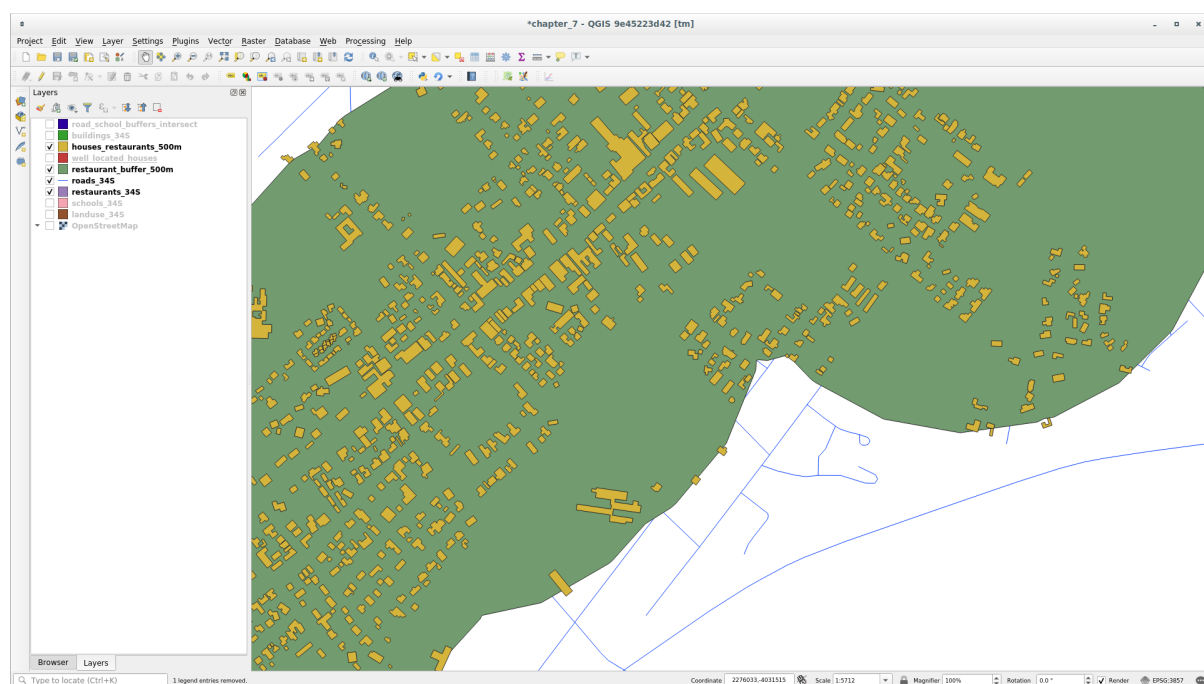 *chapter_7 - QGIS 9e45223d42 [tm]
Project Edit View Layer Settings Plugins Vector Raster Database Web Processing Help
Layers
road_school_buffers_intersect
buildings_34S
houses_restaurants_500m
well_located_houses
restaurant_buffer_500m
roads_34S
restaurants_34S
schools_34S
landuse_34S
OpenStreetMap
Browser Layers
Type to locate (Ctrl+K) 1 legend entries removed. Coordinate 2276033,-4031515 Scale 1:5712 Magnifier 100% Rotation 0.0 ° Render EPSG:3857